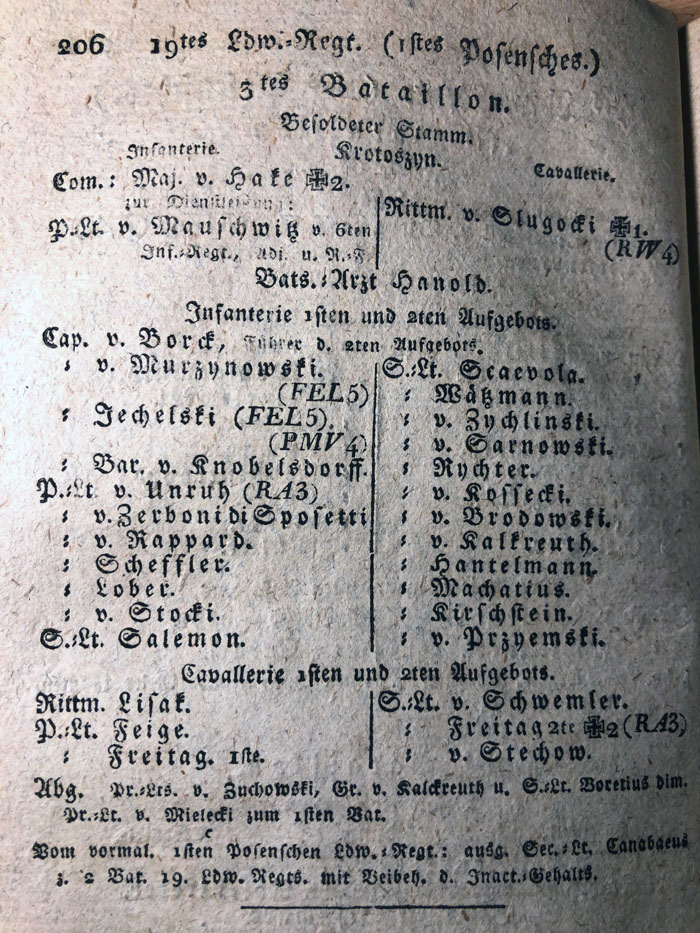 206 19tes Ldw.-Regt. (1stes Posensches.)
3tes Bataillon.
Besoldeter Stamm.
Infanterie. Krotoszyn. Cavallerie.
Com.: Maj. v. Hake ✠2.
zur Dienstleistung:
P.-Lt. v. Mauschwitz v. 6ten
Inf.-Regt., Adj. u. R.-F.
Rittm. v. Slugocki ✠1.
(RW4)
Bats.-Arzt Hanold.
Infanterie 1sten und 2ten Aufgebots.
Cap. v. Borck, Führer d. 2ten Aufgebots.
- v. Murzynowski.
(FEL5)
- Jechelski (FEL5).
(PMV4)
- Bar. v. Knobelsdorff.
P.-Lt. v. Unruh (RA3)
- v. Zerboni di Sposetti
- v. Rappard.
- Scheffler.
- Lober.
- v. Stocki.
S.-Lt. Salemon.
S.-Lt. Scaevola.
- Wätzmann.
- v. Zychlinski.
- v. Sarnowski.
- Rychter.
- v. Kossecki.
- v. Brodowski.
- v. Kalkreuth.
- Hantelmann.
- Machatius.
- Kirschstein.
- v. Przyemski.
Cavallerie 1sten und 2ten Aufgebots.
Rittm. Lisak.
P.-Lt. Feige.
- Freitag. 1ste.
S.-Lt. v. Schwemler.
- Freitag 2te ✠2 (RA3)
- v. Stechow.
Abg. Pr.-Lts. v. Zuchowski, Gr. v. Kalckreuth u. S.-Lt. Boretius dim.
Pr.-Lt. v. Mielecki zum 1sten Bat.
Vom vormal. 1sten Posenschen Ldw.-Regt.: ausg. Sec.-Lt. Canabaeus
z. 2 Bat. 19. Ldw. Regts. mit Beibeh. d. Inact.-Gehalts.